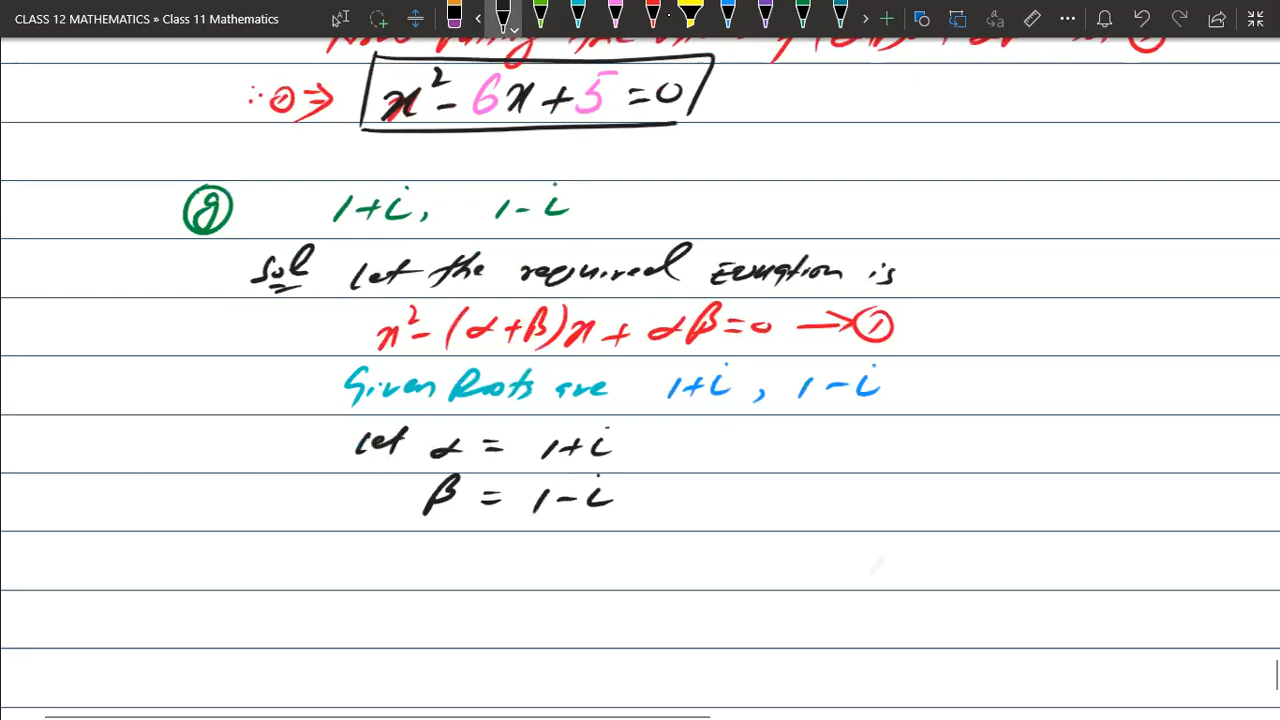 CLASS 12 MATHEMATICS » Class 11 Mathematics
∴ ① ⇒ x² - 6x + 5 = 0
g 1+i, 1-i
Sol Let the required Equation is
x² - (α+β)x + αβ = 0 → ①
Given Roots are 1+i , 1-i
Let α = 1+i
β = 1-i